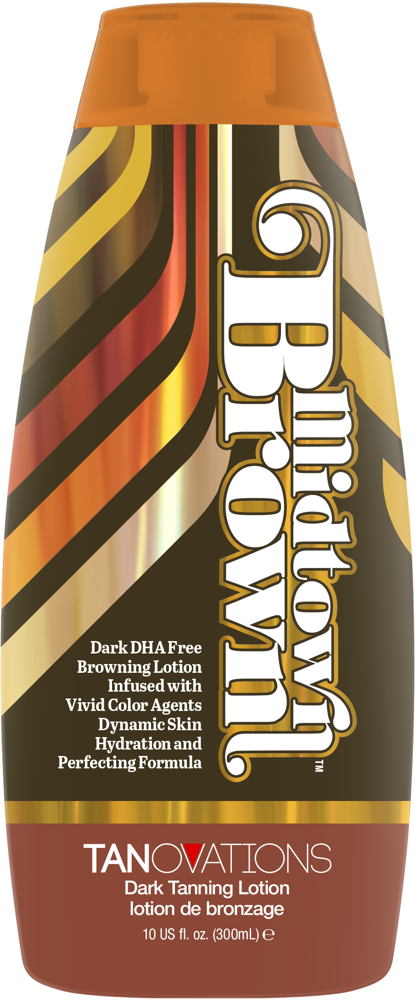 midtown
Brown
TM
Dark DHA Free
Browning Lotion
Infused with
Vivid Color Agents
Dynamic Skin
Hydration and
Perfecting Formula
TANOVATIONS
Dark Tanning Lotion
lotion de bronzage
10 US fl. oz. (300mL) ℮